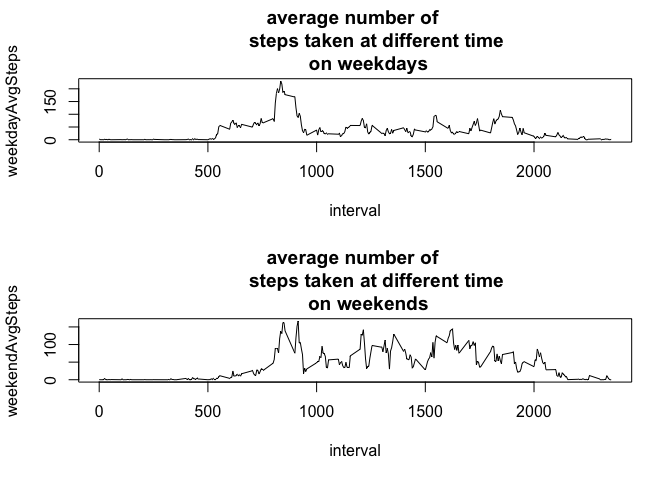 average number of
steps taken at different time
on weekdays
weekdayAvgSteps
150
0
0
500
1000
1500
2000
interval
average number of
steps taken at different time
on weekends
weekendAvgSteps
100
0
0
500
1000
1500
2000
interval